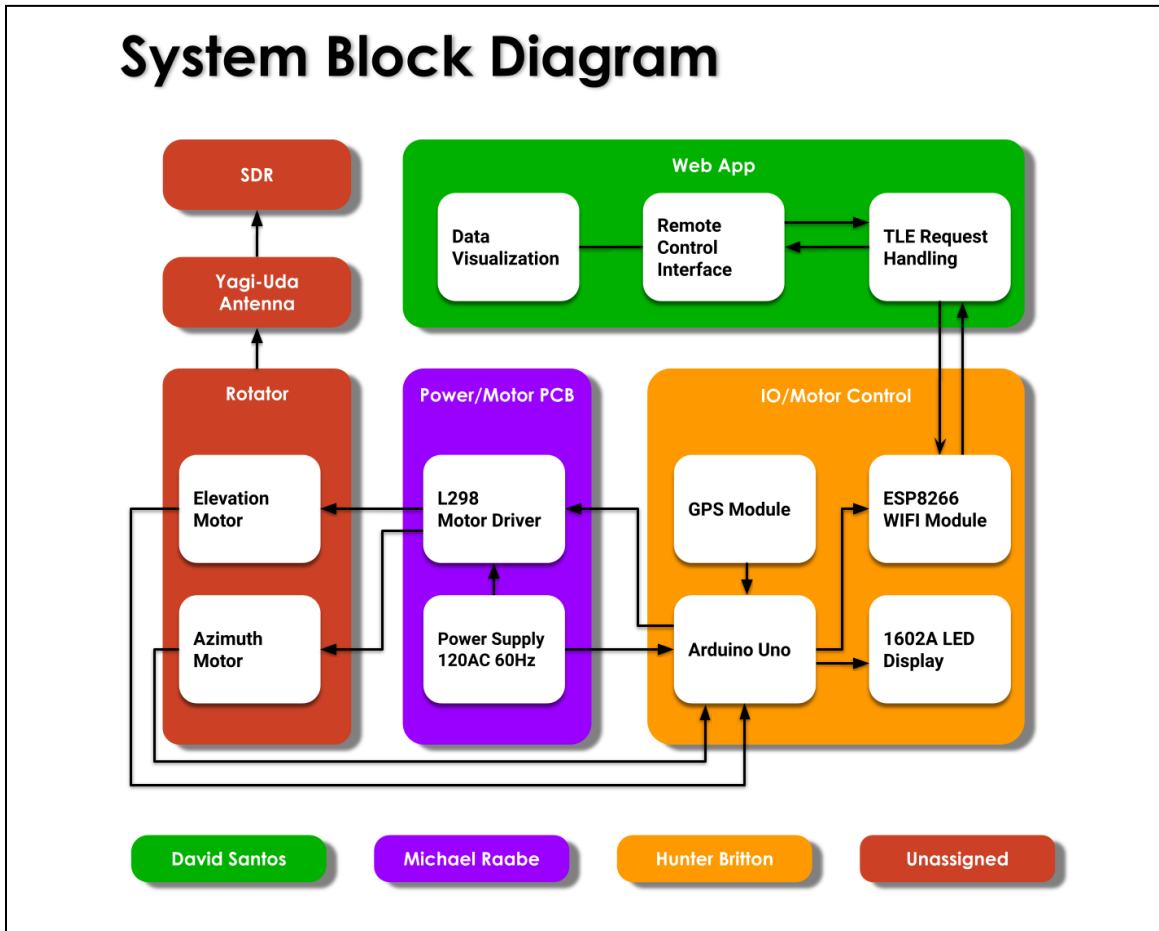 System Block Diagram
SDR
Yagi-Uda
Antenna
Web App
Data
Visualization
Remote
Control
Interface
TLE Request
Handling
Rotator
Elevation
Motor
Azimuth
Motor
Power/Motor PCB
L298
Motor Driver
Power Supply
120AC 60Hz
IO/Motor Control
GPS Module
ESP8266
WIFI Module
Arduino Uno
1602A LED
Display
David Santos
Michael Raabe
Hunter Britton
Unassigned